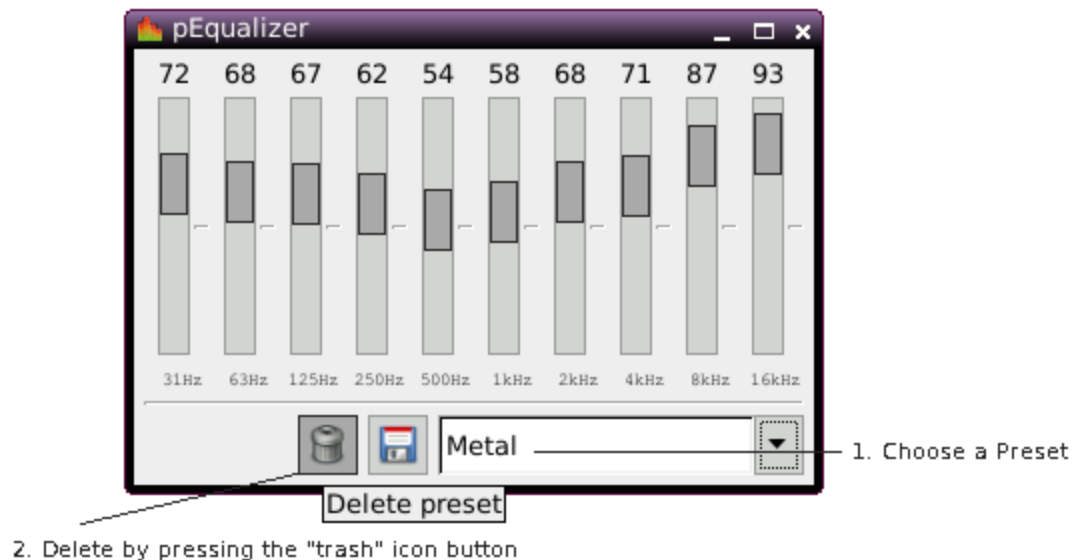 pEqualizer
72 68 67 62 54 58 68 71 87 93
31Hz 63Hz 125Hz 250Hz 500Hz 1kHz 2kHz 4kHz 8kHz 16kHz
Metal
1. Choose a Preset
Delete preset
2. Delete by pressing the "trash" icon button